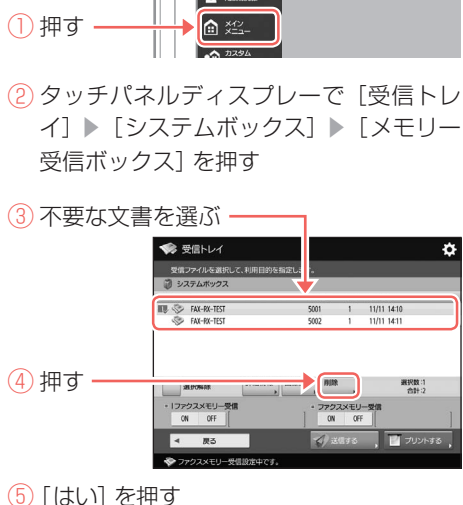 ① 押す
メイン
メニュー
カスタム
② タッチパネルディスプレーで [受信トレ
イ] ▶ [システムボックス] ▶ [メモリー
受信ボックス] を押す
③ 不要な文書を選ぶ
受信トレイ
受信ファイルを選択して、利用目的を指定します。
システムボックス
FAX-RX-TEST 5001 1 11/11 14:10
FAX-RX-TEST 5002 1 11/11 14:11
④ 押す
選択解除 削除 選択数 :1
合計 :2
・Iファクスメモリー受信 ・ファクスメモリー受信
ON OFF ON OFF
◄ 戻る 送信する プリントする
ファクスメモリー受信設定中です。
⑤ [はい] を押す